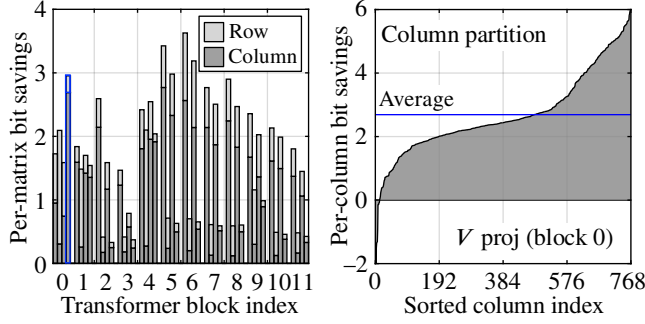 Per-matrix bit savings
4
3
2
1
0
Row
Column
0 1 2 3 4 5 6 7 8 9 1011
Transformer block index
Per-column bit savings
6
4
2
0
−2
Column partition
Average
V proj (block 0)
0 192 384 576 768
Sorted column index